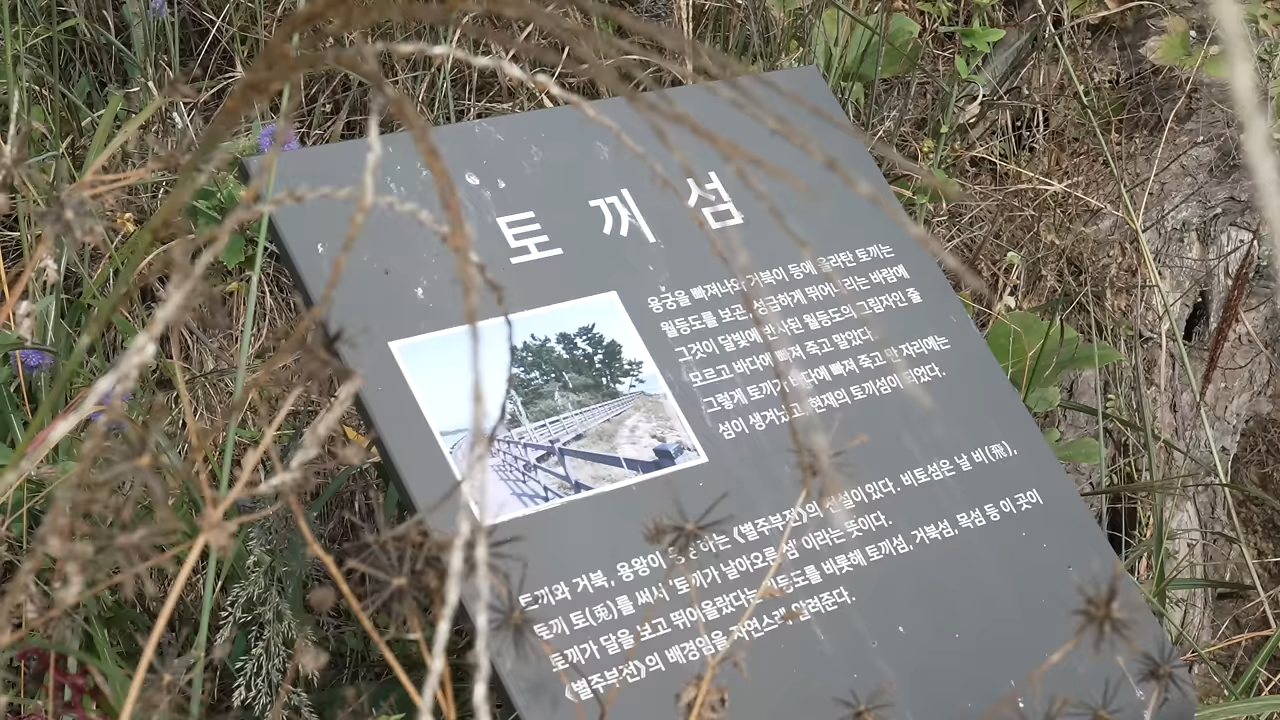 토 끼 섬
용궁을 빠져나와 거북이 등에 올라탄 토끼는
월등도를 보곤, 성급하게 뛰어내리는 바람에
그것이 달빛에 반사된 월등도의 그림자인 줄
모르고 바다에 빠져 죽고 말았다.
그렇게 토끼가 바다에 빠져 죽고 만 자리에는
섬이 생겨났고, 현재의 토끼섬이 되었다.
토끼와 거북, 용왕이 등장하는 《별주부전》의 전설이 있다. 비토섬은 날 비(飛),
토끼 토(兎)를 써서 '토끼가 날아오른 섬' 이라는 뜻이다.
토끼가 달을 보고 뛰어올랐다는 월등도를 비롯해 토끼섬, 거북섬, 목섬 등 이 곳이
《별주부전》의 배경임을 자연스레 알려준다.